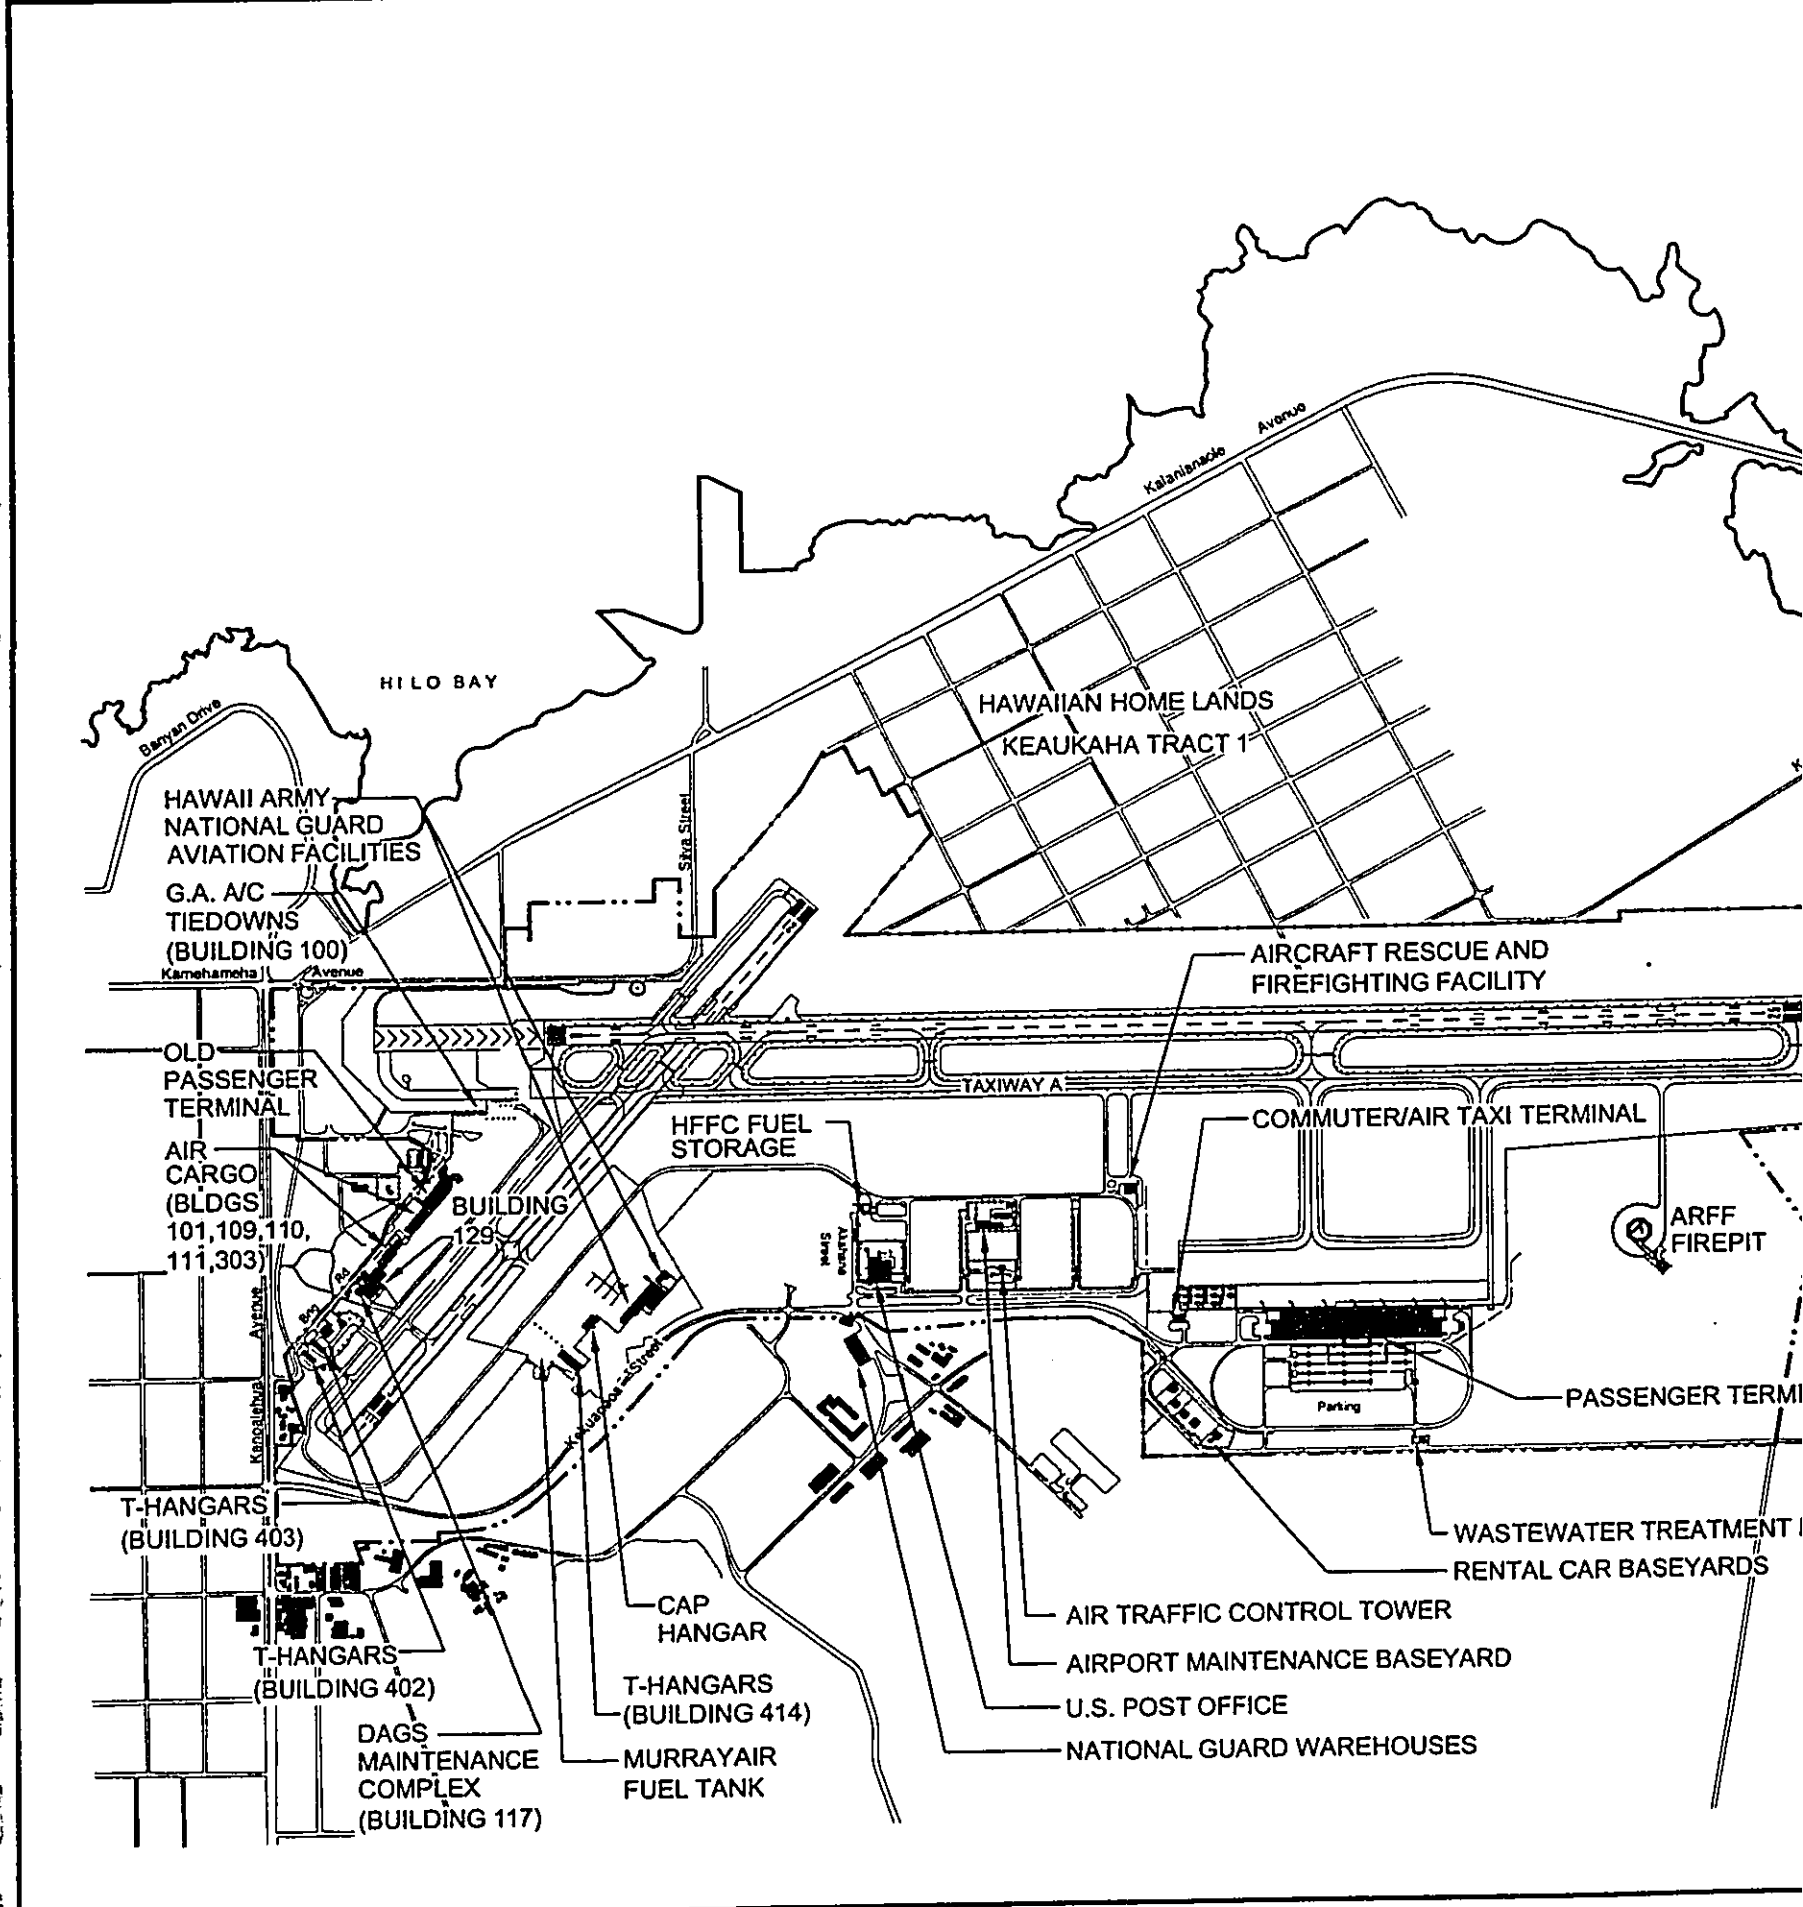 Kalanianaole Avenue
HILO BAY
Banyan Drive
HAWAIIAN HOME LANDS
KEAUKAHA TRACT 1
HAWAII ARMY
NATIONAL GUARD
AVIATION FACILITIES
Silva Street
G.A. A/C
TIEDOWNS
(BUILDING 100)
Kamehameha Avenue
AIRCRAFT RESCUE AND
FIREFIGHTING FACILITY
OLD
PASSENGER
TERMINAL
TAXIWAY A
HFFC FUEL
STORAGE
COMMUTER/AIR TAXI TERMINAL
AIR
CARGO
(BLDGS
101,109,110,
111,303)
BUILDING
129
ARFF
FIREPIT
Kanoelehua Avenue
Parking
PASSENGER TERMI
T-HANGARS
(BUILDING 403)
WASTEWATER TREATMENT
RENTAL CAR BASEYARDS
CAP
HANGAR
AIR TRAFFIC CONTROL TOWER
T-HANGARS
(BUILDING 402)
AIRPORT MAINTENANCE BASEYARD
T-HANGARS
(BUILDING 414)
U.S. POST OFFICE
DAGS
MAINTENANCE
COMPLEX
(BUILDING 117)
MURRAYAIR
FUEL TANK
NATIONAL GUARD WAREHOUSES